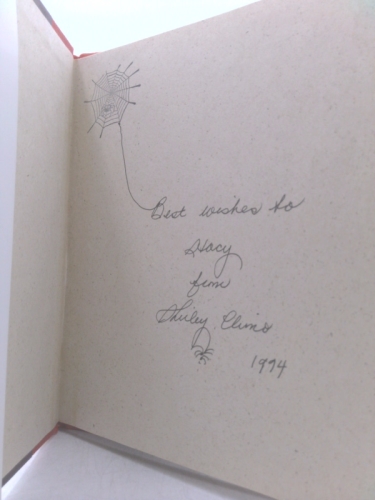 Best wishes to
Stacy
from
Shirley Climo
1994